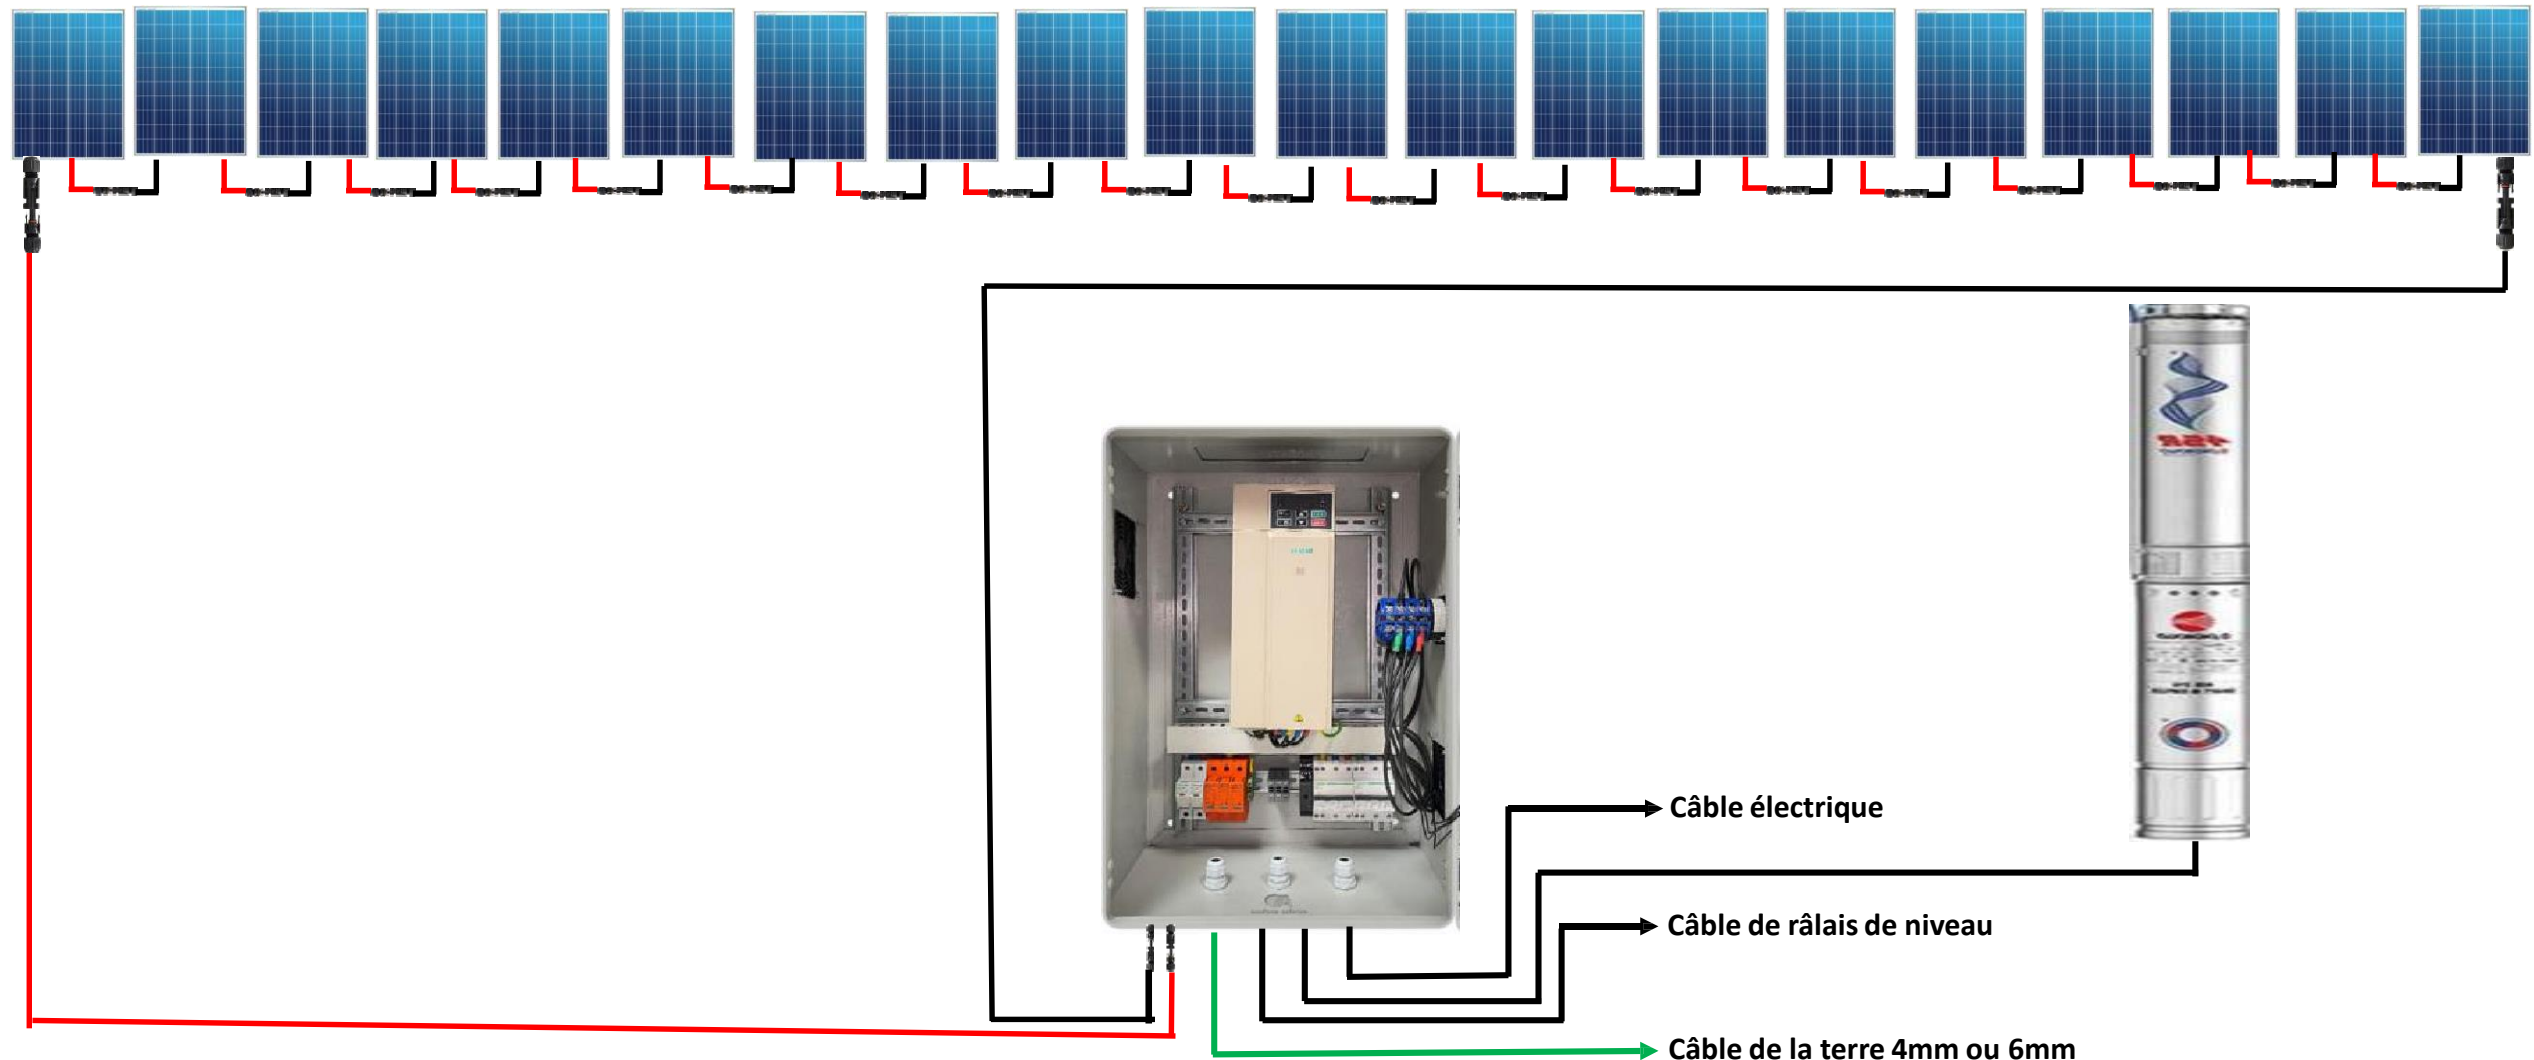 Câble électrique
Câble de râlais de niveau
Câble de la terre 4mm ou 6mm